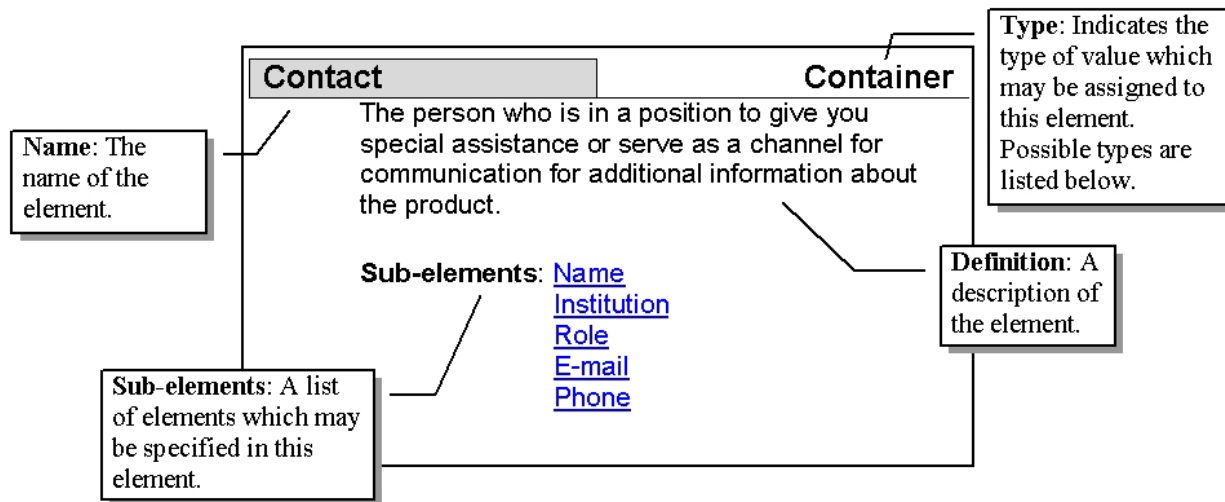 Type: Indicates the
type of value which
may be assigned to
this element.
Possible types are
listed below.
Contact
Container
The person who is in a position to give you
special assistance or serve as a channel for
communication for additional information about
the product.
Name: The
name of the
element.
Sub-elements: Name
Institution
Role
E-mail
Phone
Definition: A
description of
the element.
Sub-elements: A list
of elements which may
be specified in this
element.